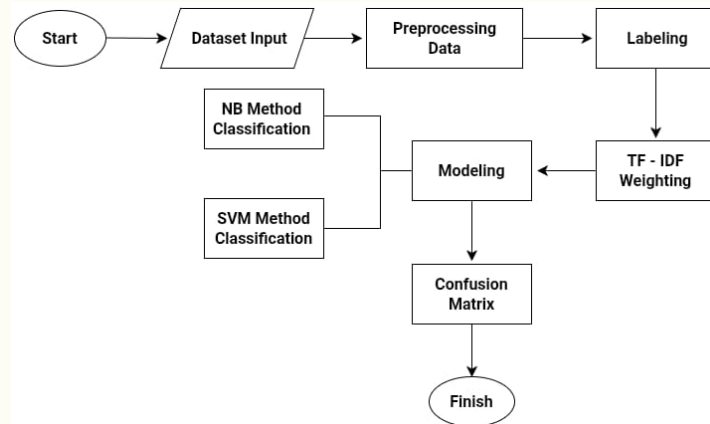 Start
Dataset Input
Preprocessing
Data
Labeling
NB Method
Classification
Modeling
TF - IDF
Weighting
SVM Method
Classification
Confusion
Matrix
Finish